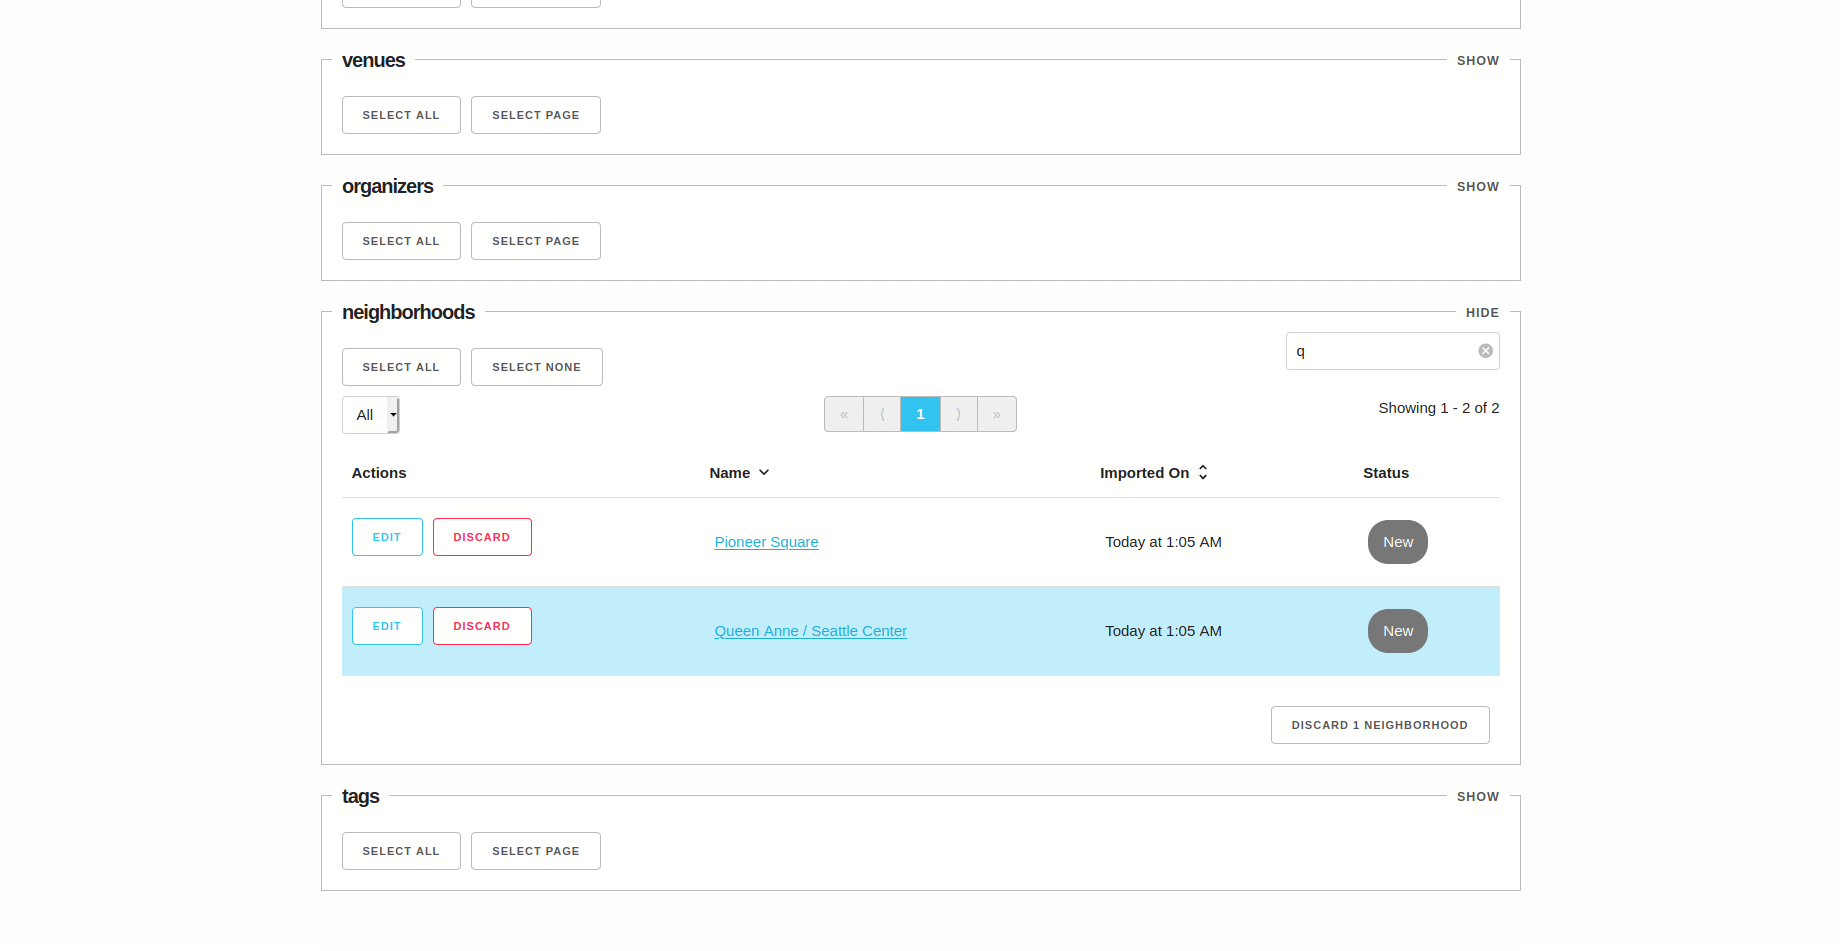 venues
SHOW
SELECT ALL SELECT PAGE
organizers
SHOW
SELECT ALL SELECT PAGE
neighborhoods
HIDE
q
SELECT ALL SELECT NONE
All
« ⟨ 1 ⟩ »
Showing 1 - 2 of 2
Actions Name Imported On Status
EDIT DISCARD Pioneer Square Today at 1:05 AM New
EDIT DISCARD Queen Anne / Seattle Center Today at 1:05 AM New
DISCARD 1 NEIGHBORHOOD
tags
SHOW
SELECT ALL SELECT PAGE